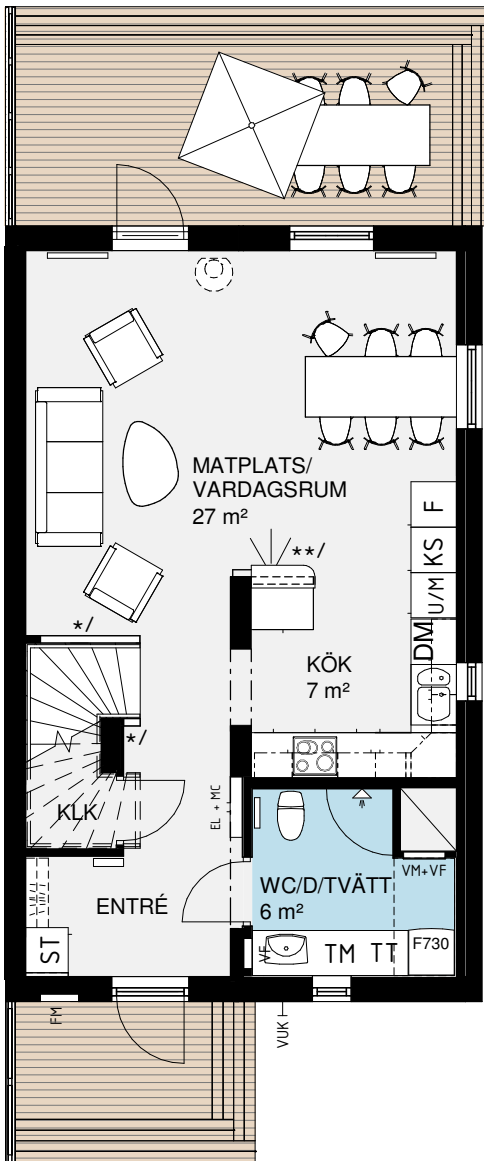 MATPLATS/
VARDAGSRUM
27 m²
**/
F
KS
U/M
DM
*/
KÖK
7 m²
*/
KLK
EL + MC
ENTRÉ
WC/D/TVÄTT
6 m²
VM+VF
ST
VF
TM TT
F730
FM
VUK